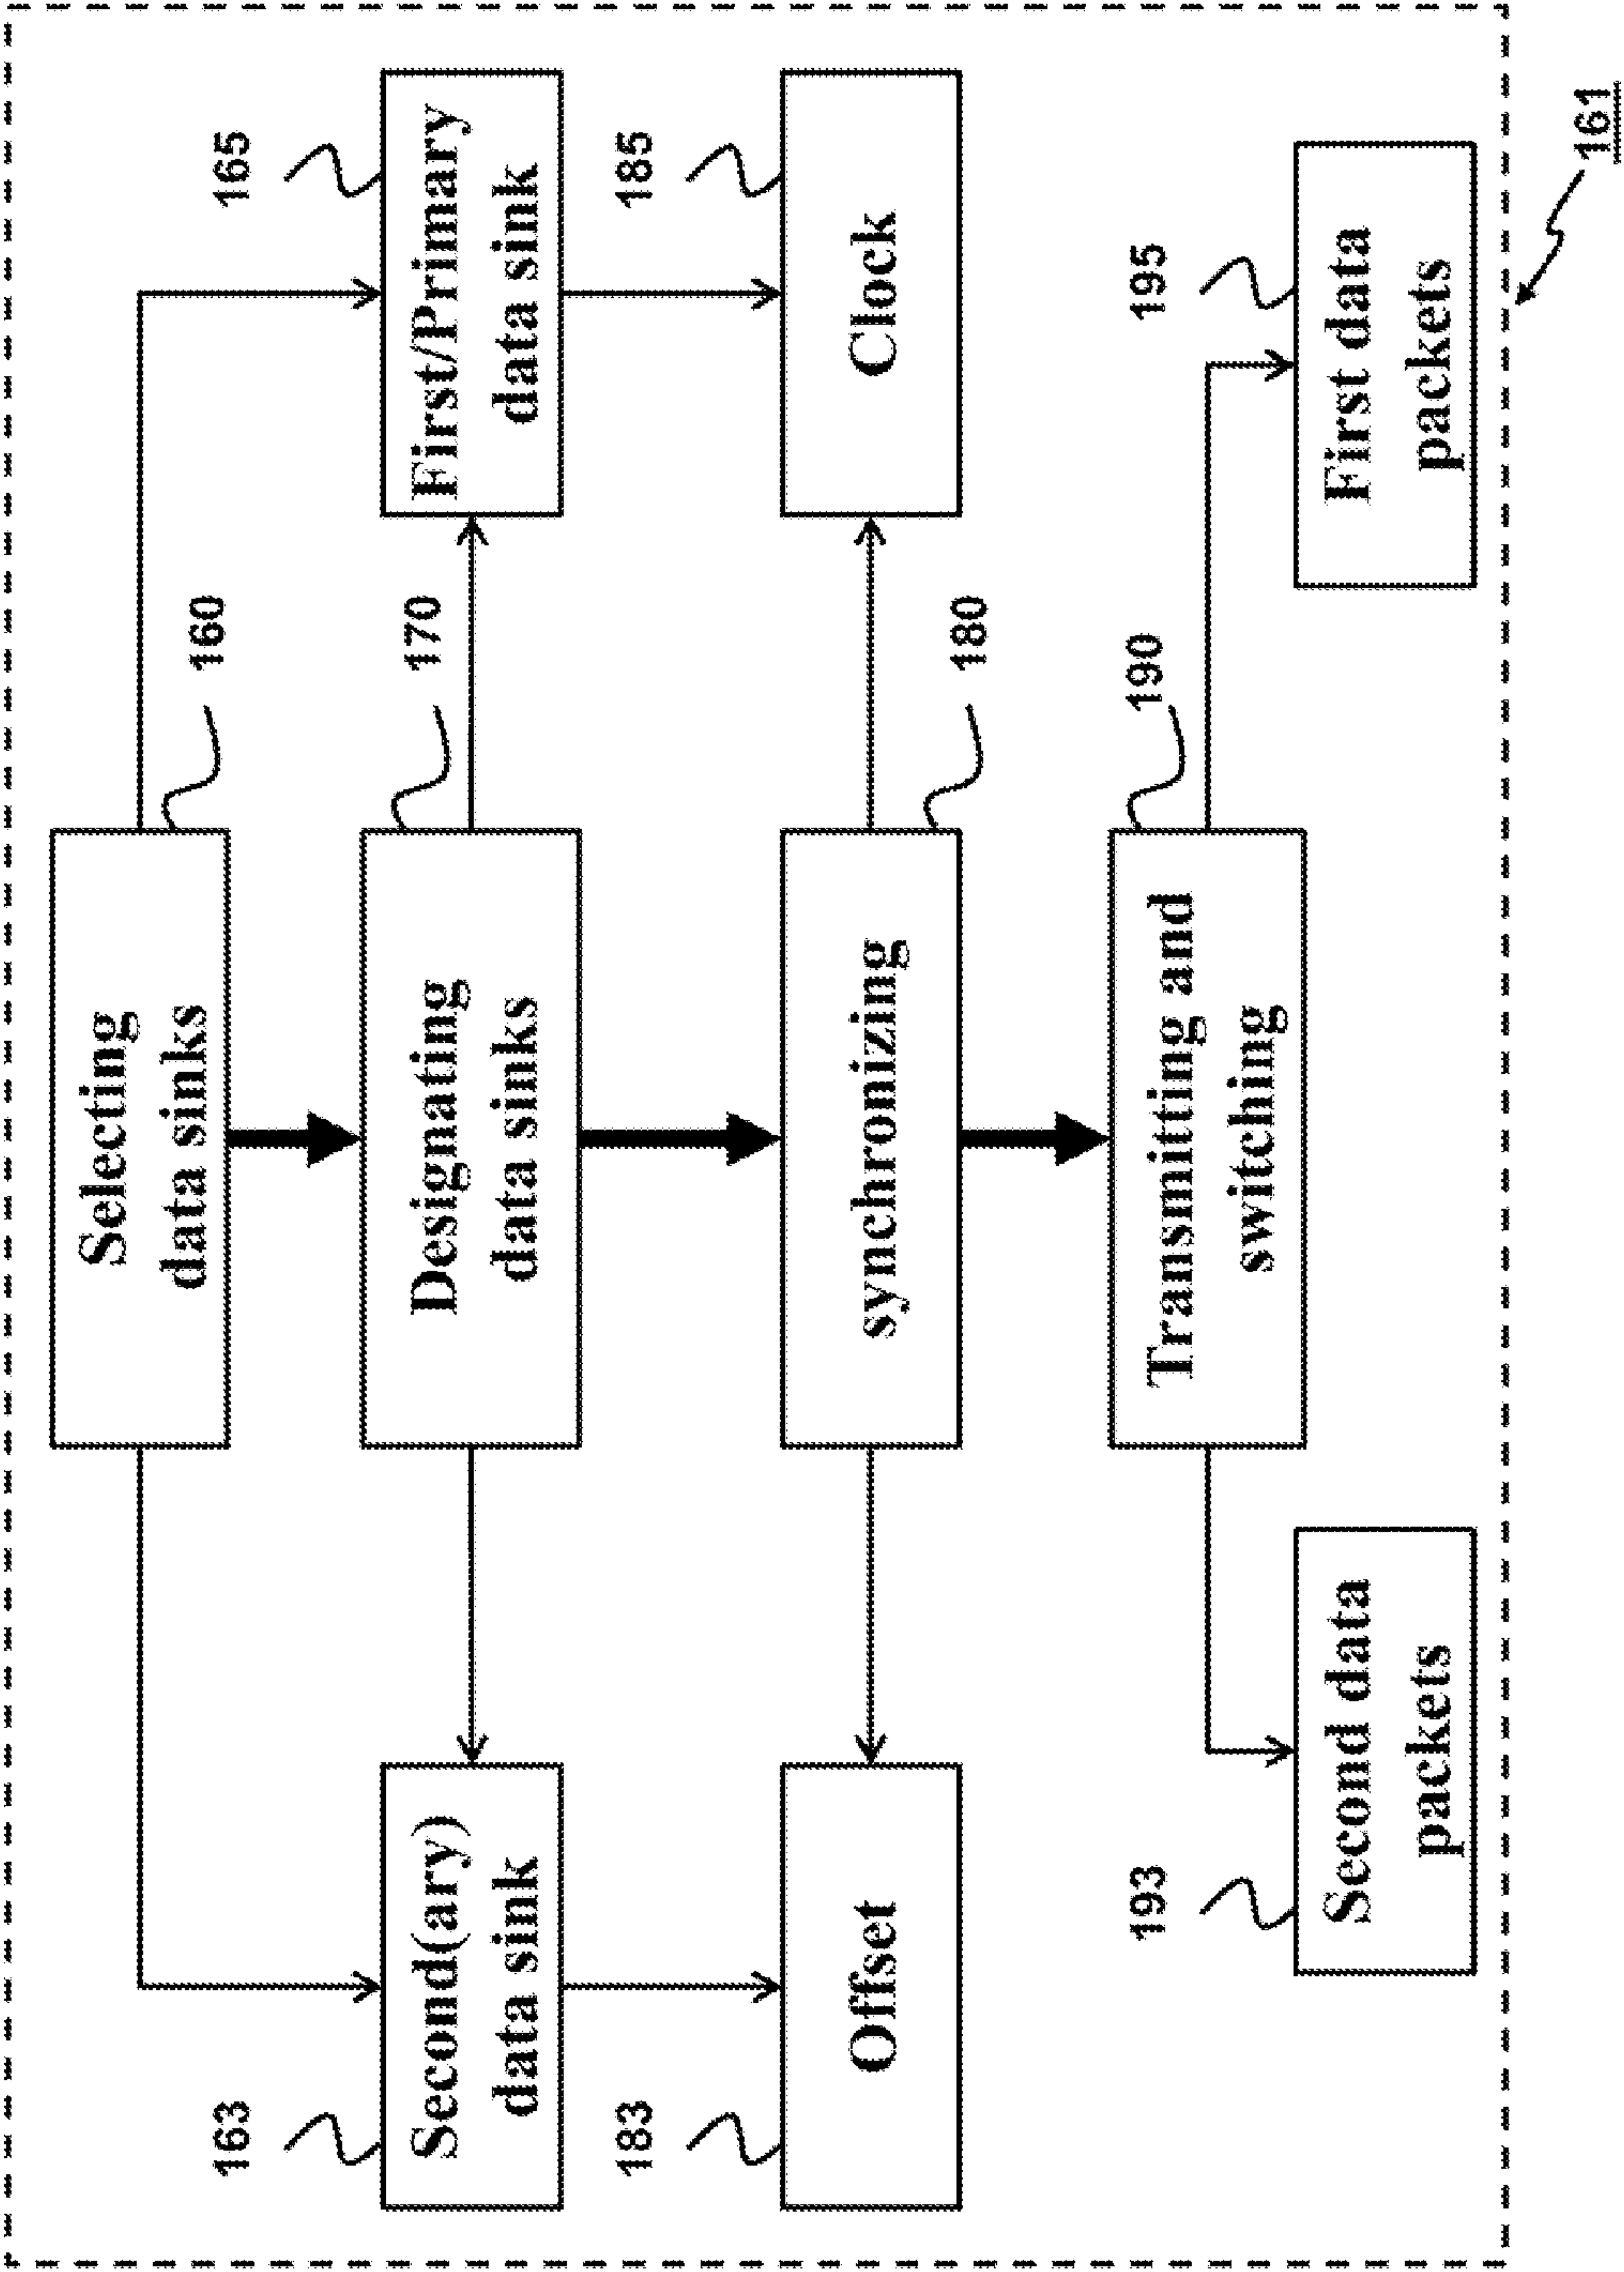 161
Selecting
data sinks
160
163
Second(ary)
data sink
Designating
data sinks
170
165
First/Primary
data sink
183
Offset
synchronizing
180
185
Clock
Transmitting and
switching
190
193
Second data
packets
195
First data
packets